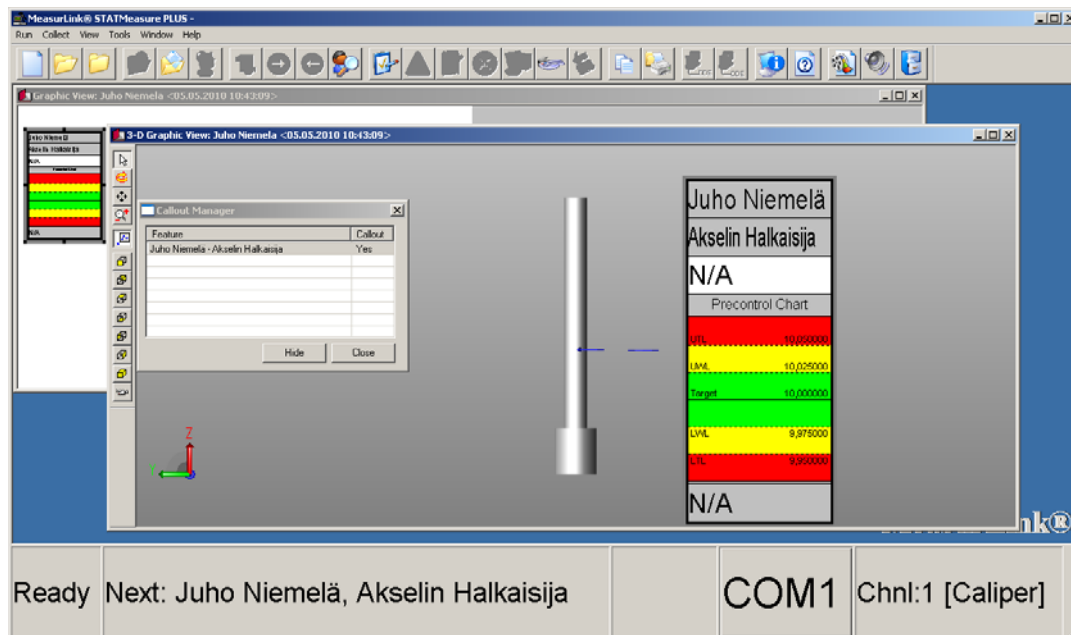 MeasurLink® STATMeasure PLUS -
Run Collect View Tools Window Help
Graphic View: Juho Niemela <05.05.2010 10:43:09>
3-D Graphic View: Juho Niemela <05.05.2010 10:43:09>
Juho Niemelä
N/A
N/A
Callout Manager
Feature Callout
Juho Niemelä - Akselin Halkaisija Yes
Hide Close
Z
Juho Niemelä
Akselin Halkaisija
N/A
Precontrol Chart
UTL 10,050000
UWL 10,025000
Target 10,000000
LWL 9,975000
LTL 9,950000
N/A
Ready Next: Juho Niemelä, Akselin Halkaisija COM1 Chnl:1 [Caliper]